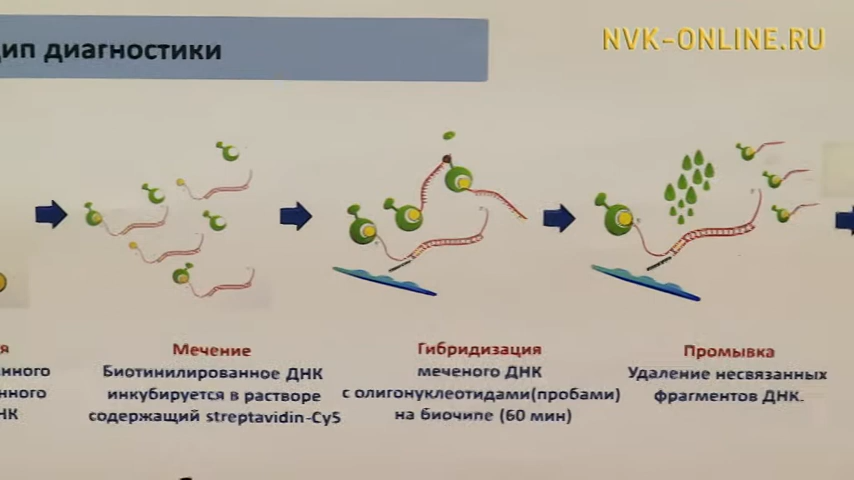 NVK-ONLINE.RU
цип диагностики
я
Мечение
Гибридизация
Промывка
Биотинилированное ДНК
инкубируется в растворе
содержащий streptavidin-Cy5
меченого ДНК
с олигонуклеотидами(пробами)
на биочипе (60 мин)
Удаление несвязанных
фрагментов ДНК.
нного
нного
НК